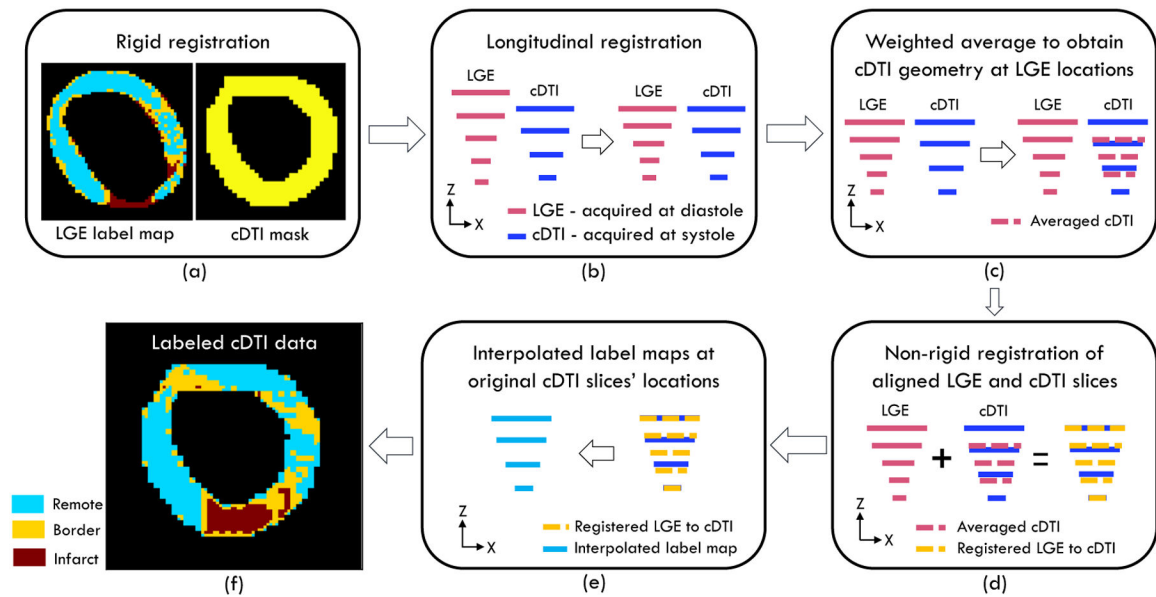 Rigid registration
LGE label map
cDTI mask
(a)
Longitudinal registration
LGE
cDTI
LGE
cDTI
Z
X
LGE - acquired at diastole
cDTI - acquired at systole
(b)
Weighted average to obtain
cDTI geometry at LGE locations
LGE
cDTI
LGE
cDTI
Z
X
Averaged cDTI
(c)
Labeled cDTI data
Remote
Border
Infarct
(f)
Interpolated label maps at
original cDTI slices' locations
Z
X
Registered LGE to cDTI
Interpolated label map
(e)
Non-rigid registration of
aligned LGE and cDTI slices
LGE
cDTI
+
=
Z
X
Averaged cDTI
Registered LGE to cDTI
(d)